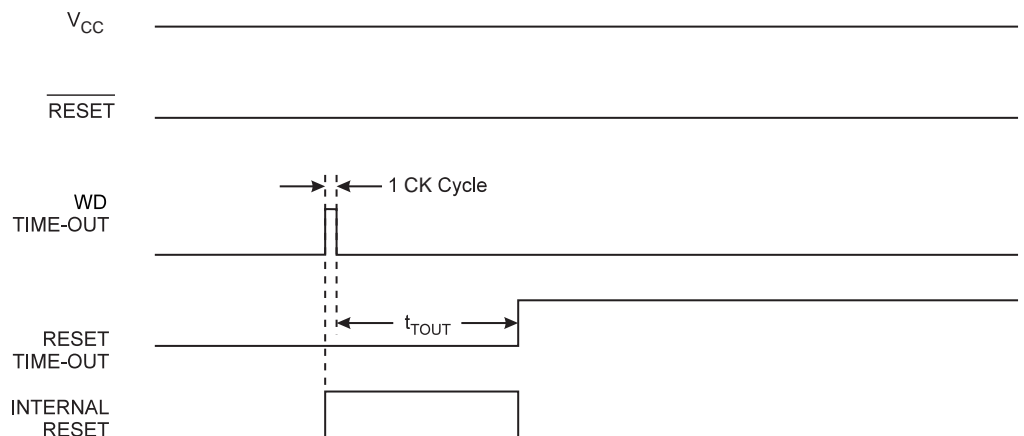 VCC
RESET
1 CK Cycle
WD
TIME-OUT
tTOUT
RESET
TIME-OUT
INTERNAL
RESET